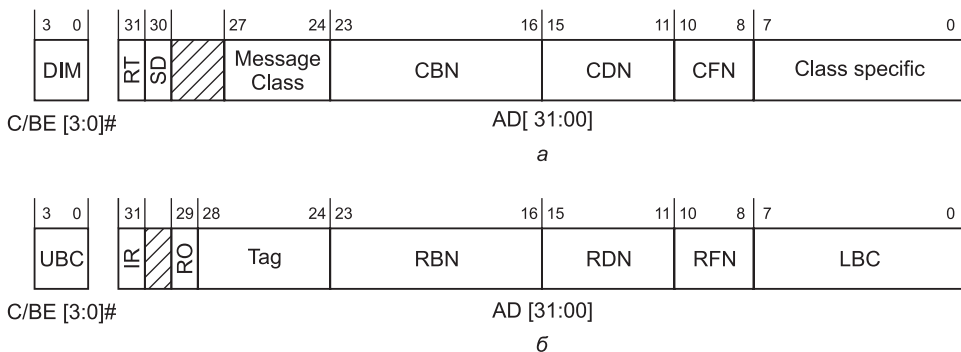 3 0 31 30 27 24 23 16 15 11 10 8 7 0
DIM RT SD Message Class CBN CDN CFN Class specific
C/BE [3:0]# AD[ 31:00]
а
3 0 31 29 28 24 23 16 15 11 10 8 7 0
UBC IR RO Tag RBN RDN RFN LBC
C/BE [3:0]# AD [31:00]
б